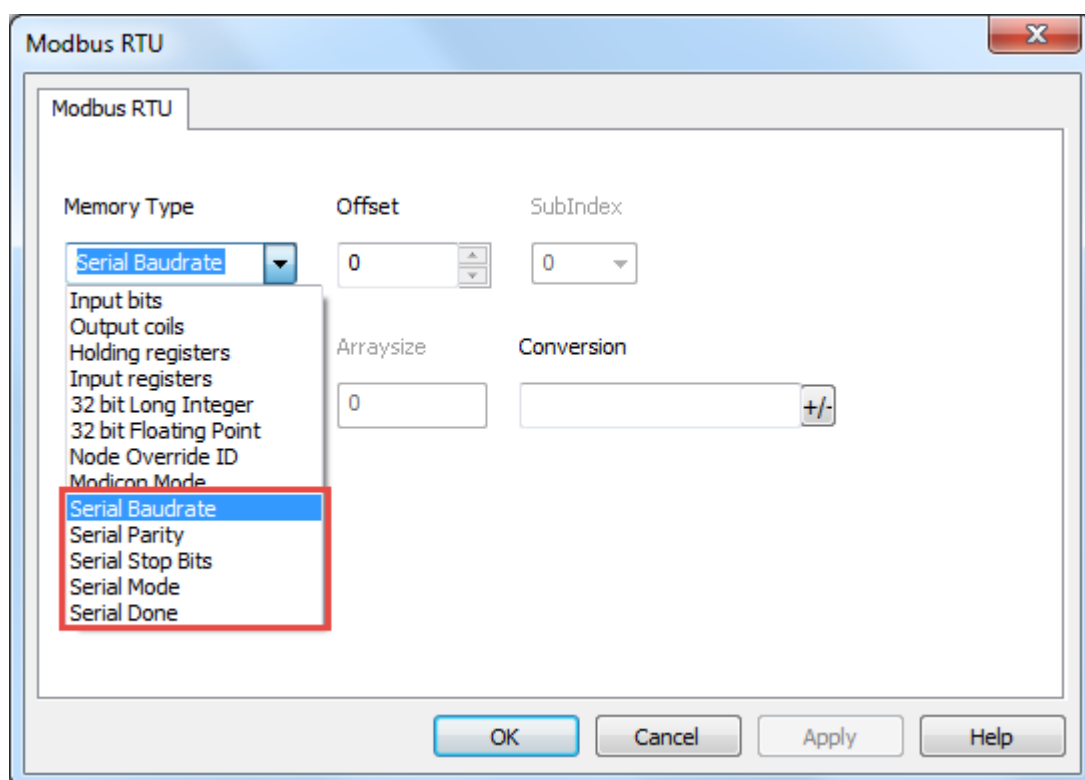 Modbus RTU
Modbus RTU
Memory Type Offset SubIndex
Serial Baudrate 0 0
Input bits
Output coils
Holding registers
Input registers
32 bit Long Integer
32 bit Floating Point
Node Override ID
Modicon Mode
Serial Baudrate
Serial Parity
Serial Stop Bits
Serial Mode
Serial Done
Arraysize Conversion
0 +/-
OK Cancel Apply Help